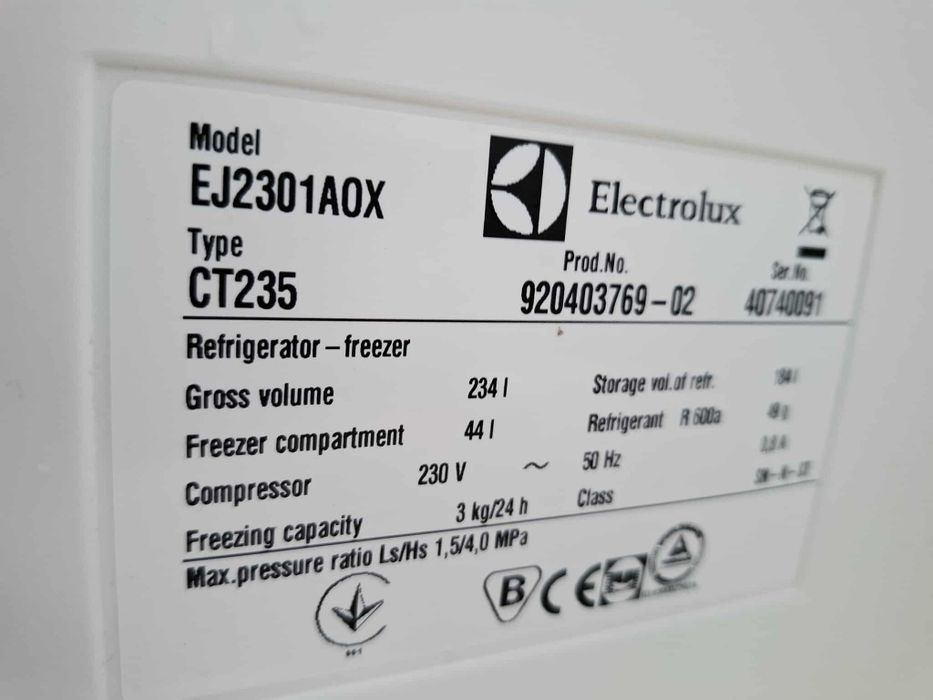 Model
EJ2301AOX
Electrolux
Type
CT235
Prod.No.
920403769-02
Ser.No.
40740091
Refrigerator – freezer
Gross volume 234 l
Storage vol. of refr. 184 l
Freezer compartment 44 l
Refrigerant R 600a
Compressor 230 V ~ 50 Hz
Freezing capacity 3 kg/24 h
Class
Max.pressure ratio Ls/Hs 1,5/4,0 MPa
B CE